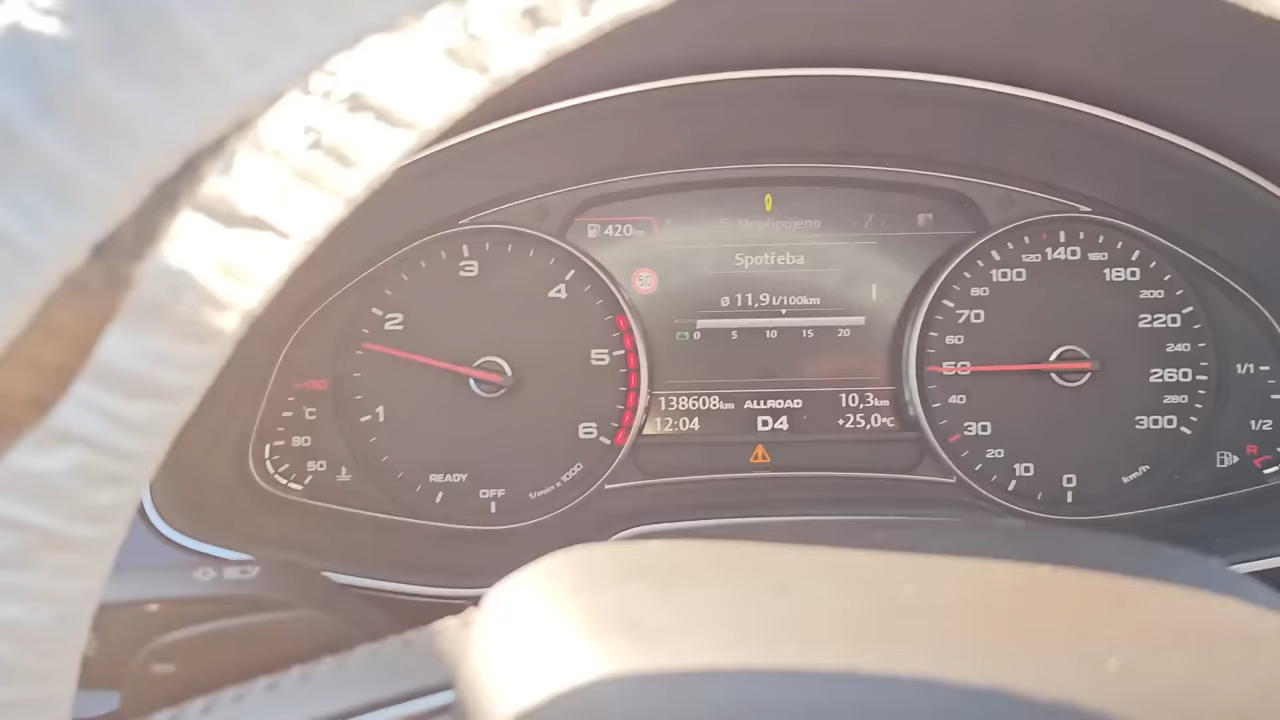 420km
Nepřipojeno
Spotřeba
50
ø 11,9 l/100km
0 5 10 15 20
138608km ALLROAD 10,3km
12:04 D4 +25,0°C
1 2 3 4 5 6
READY
OFF
1/min x 1000
130
°C
90
50
0 10 20 30 40 50 60 70 80 100 120 140 160 180 200 220 240 260 280 300
km/h
1/1
1/2
R